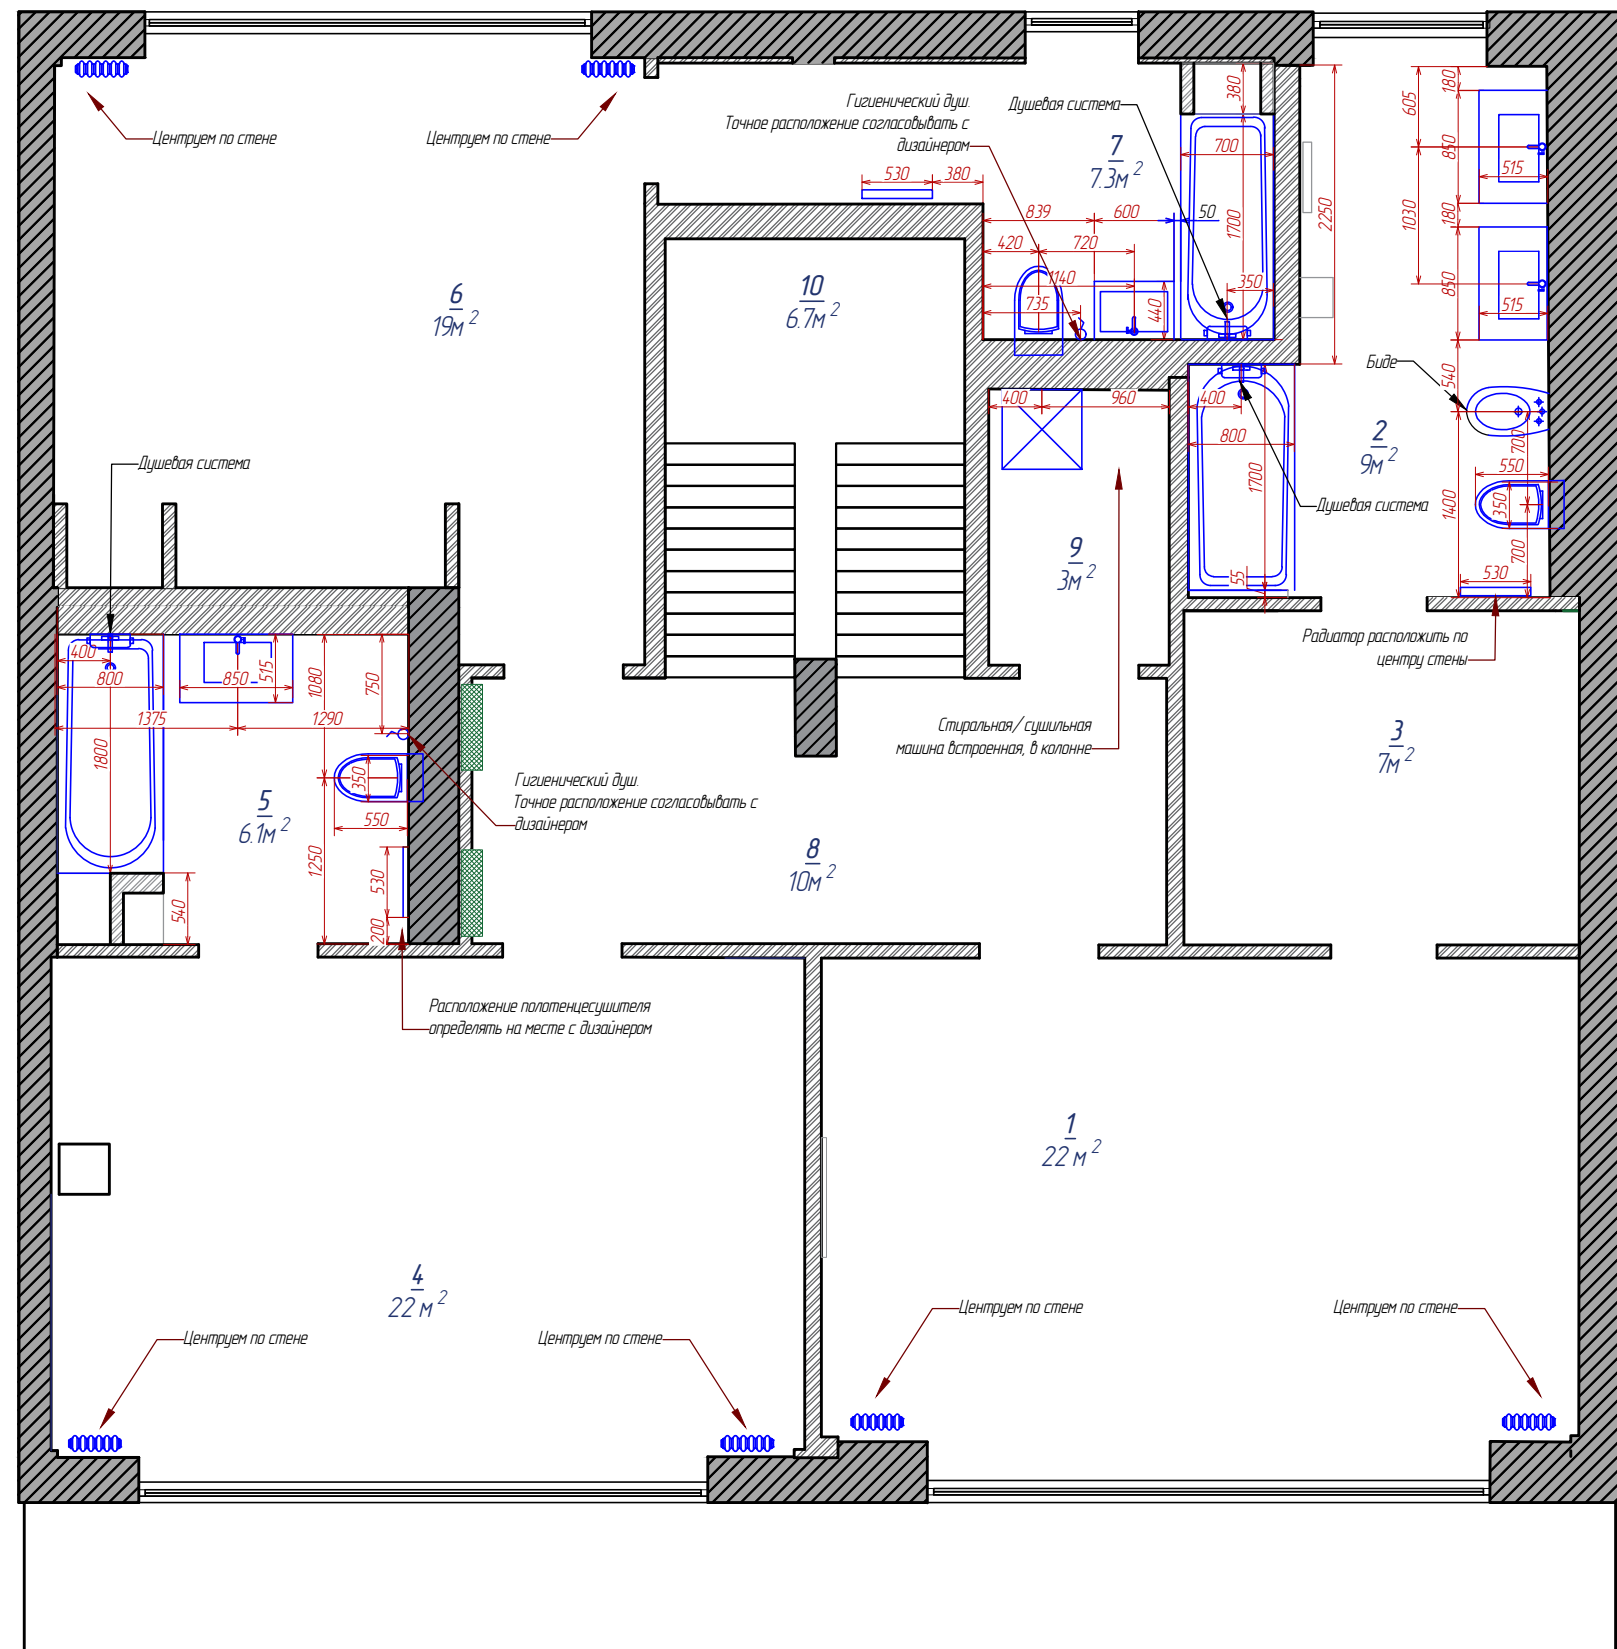 Центруем по стене
Центруем по стене
Гигиенический душ.
Точное расположение согласовывать с
дизайнером
Душевая система
7
7.3м 2
380
700
1700
350
530
380
839
600
50
420
720
1140
735
440
2250
605
1030
180
850
180
850
515
515
540
1400
Биде
700
550
350
700
530
6
19м 2
10
6.7м 2
400
960
400
800
1700
55
2
9м 2
Душевая система
Душевая система
9
3м 2
Радиатор расположить по
центру стены
400
800
850
515
1375
1290
1080
750
1800
350
550
1250
530
200
540
5
6.1м 2
Гигиенический душ.
Точное расположение согласовывать с
дизайнером
Стиральная/сушильная
машина встроенная, в колонне
3
7м 2
8
10м 2
Расположение полотенцесушителя
определять на месте с дизайнером
1
22 м 2
4
22 м 2
Центруем по стене
Центруем по стене
Центруем по стене
Центруем по стене